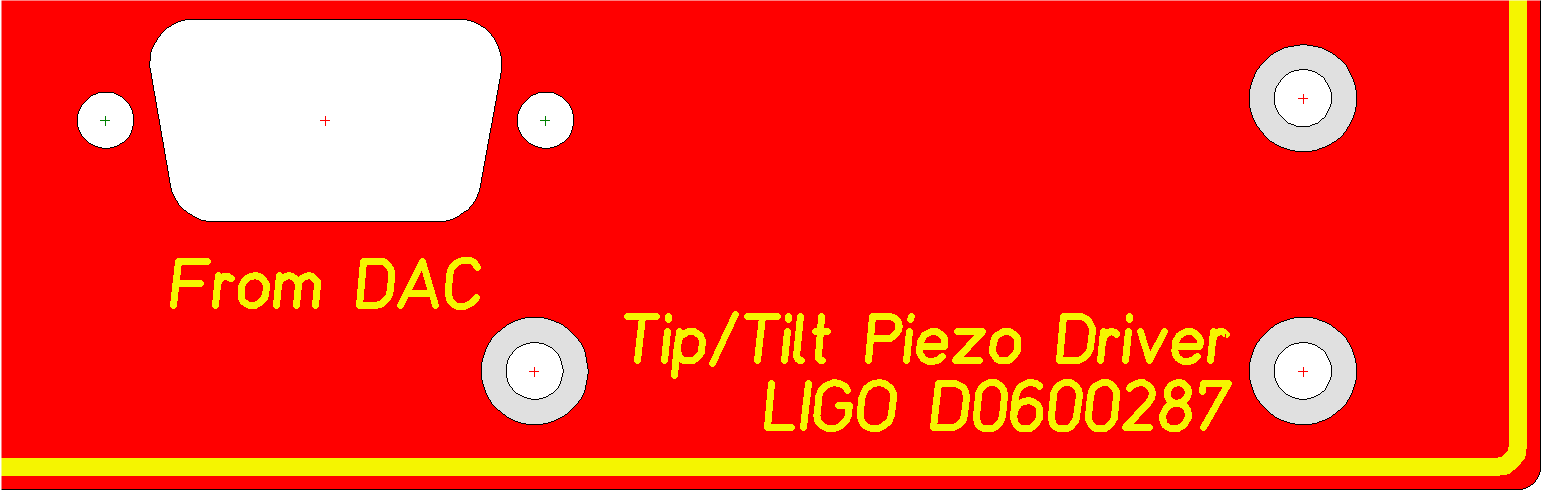 From DAC
Tip/Tilt Piezo Driver
LIGO D0600287